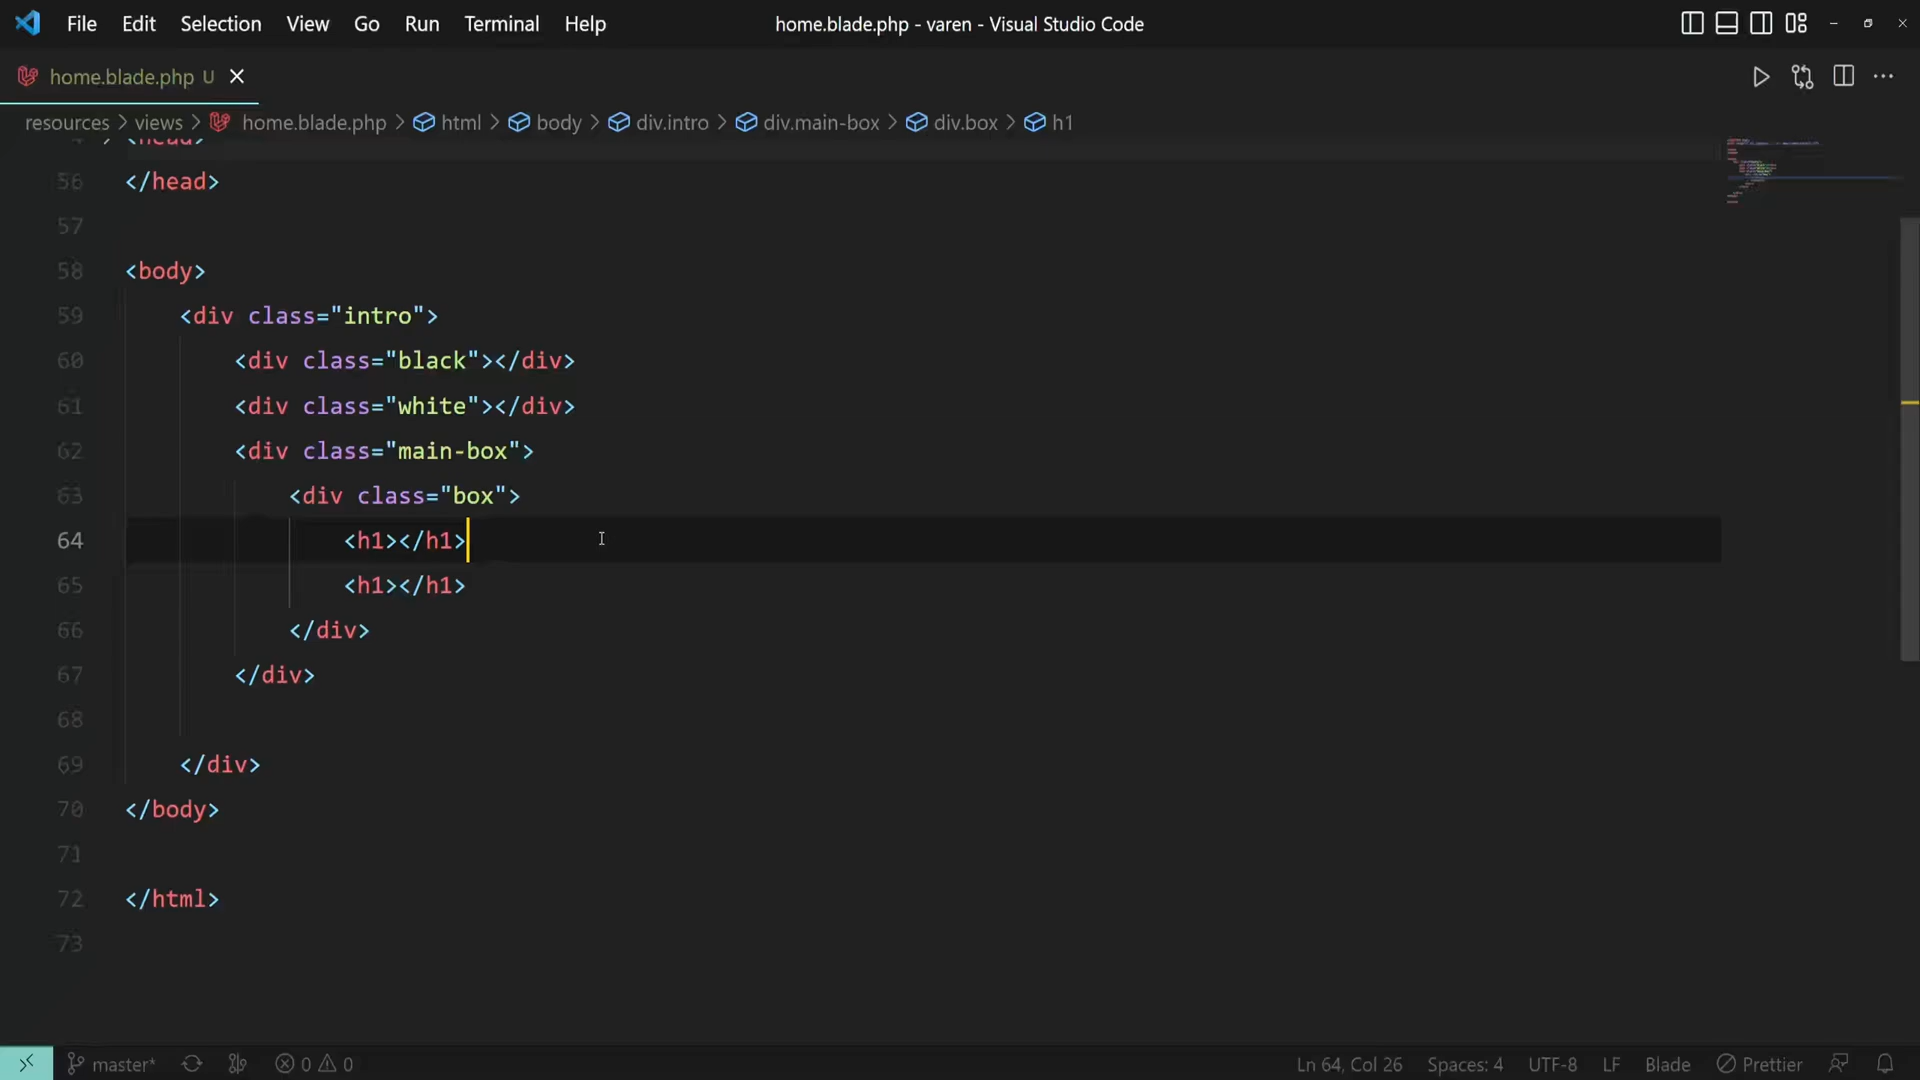 File Edit Selection View Go Run Terminal Help home.blade.php - varen - Visual Studio Code
home.blade.php U
resources > views > home.blade.php > html > body > div.intro > div.main-box > div.box > h1
4 <head>
56 </head>
57
58 <body>
59 <div class="intro">
60 <div class="black"></div>
61 <div class="white"></div>
62 <div class="main-box">
63 <div class="box">
64 <h1></h1>
65 <h1></h1>
66 </div>
67 </div>
68
69 </div>
70 </body>
71
72 </html>
73
master* 0 0 Ln 64, Col 26 Spaces: 4 UTF-8 LF Blade Prettier